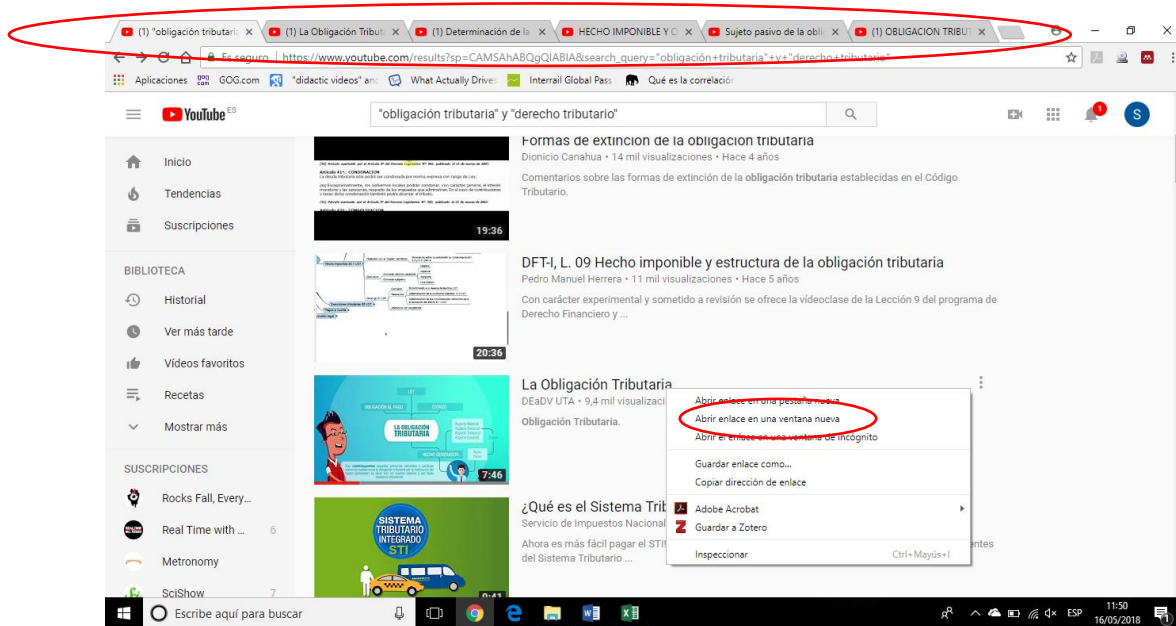 (1) "obligación tributaria
(1) La Obligación Tribut
(1) Determinación de la
HECHO IMPONIBLE Y O
Sujeto pasivo de la obli
(1) OBLIGACION TRIBUT
Es seguro | https://www.youtube.com/results?sp=CAMSAhABQgQIABIA&search_query="obligación+tributaria"+y+"derecho+tributario"
Aplicaciones GOG.com "didactic videos" anc What Actually Drives Interrail Global Pass Qué es la correlación
YouTube ES
"obligación tributaria" y "derecho tributario"
1
S
Inicio
Tendencias
Suscripciones
BIBLIOTECA
Historial
Ver más tarde
Vídeos favoritos
Recetas
Mostrar más
SUSCRIPCIONES
Rocks Fall, Every...
Real Time with ... 6
Metronomy
SciShow 7
Formas de extinción de la obligación tributaria
Dionicio Canahua • 14 mil visualizaciones • Hace 4 años
Comentarios sobre las formas de extinción de la obligación tributaria establecidas en el Código
Tributario.
19:36
DFT-I, L. 09 Hecho imponible y estructura de la obligación tributaria
Pedro Manuel Herrera • 11 mil visualizaciones • Hace 5 años
Con carácter experimental y sometido a revisión se ofrece la vídeoclase de la Lección 9 del programa de
Derecho Financiero y ...
20:36
La Obligación Tributaria
DEaDV UTA • 9,4 mil visualizaci
Obligación Tributaria.
LA OBLIGACIÓN
TRIBUTARIA
7:46
¿Qué es el Sistema Trib
Servicio de Impuestos Nacional
Ahora es más fácil pagar el STI!
entes
del Sistema Tributario ...
SISTEMA
TRIBUTARIO
INTEGRADO
STI
0:41
Abrir enlace en una pestaña nueva
Abrir enlace en una ventana nueva
Abrir el enlace en una ventana de incógnito
Guardar enlace como...
Copiar dirección de enlace
Adobe Acrobat
Guardar a Zotero
Inspeccionar Ctrl+Mayús+I
Escribe aquí para buscar
ESP
11:50
16/05/2018